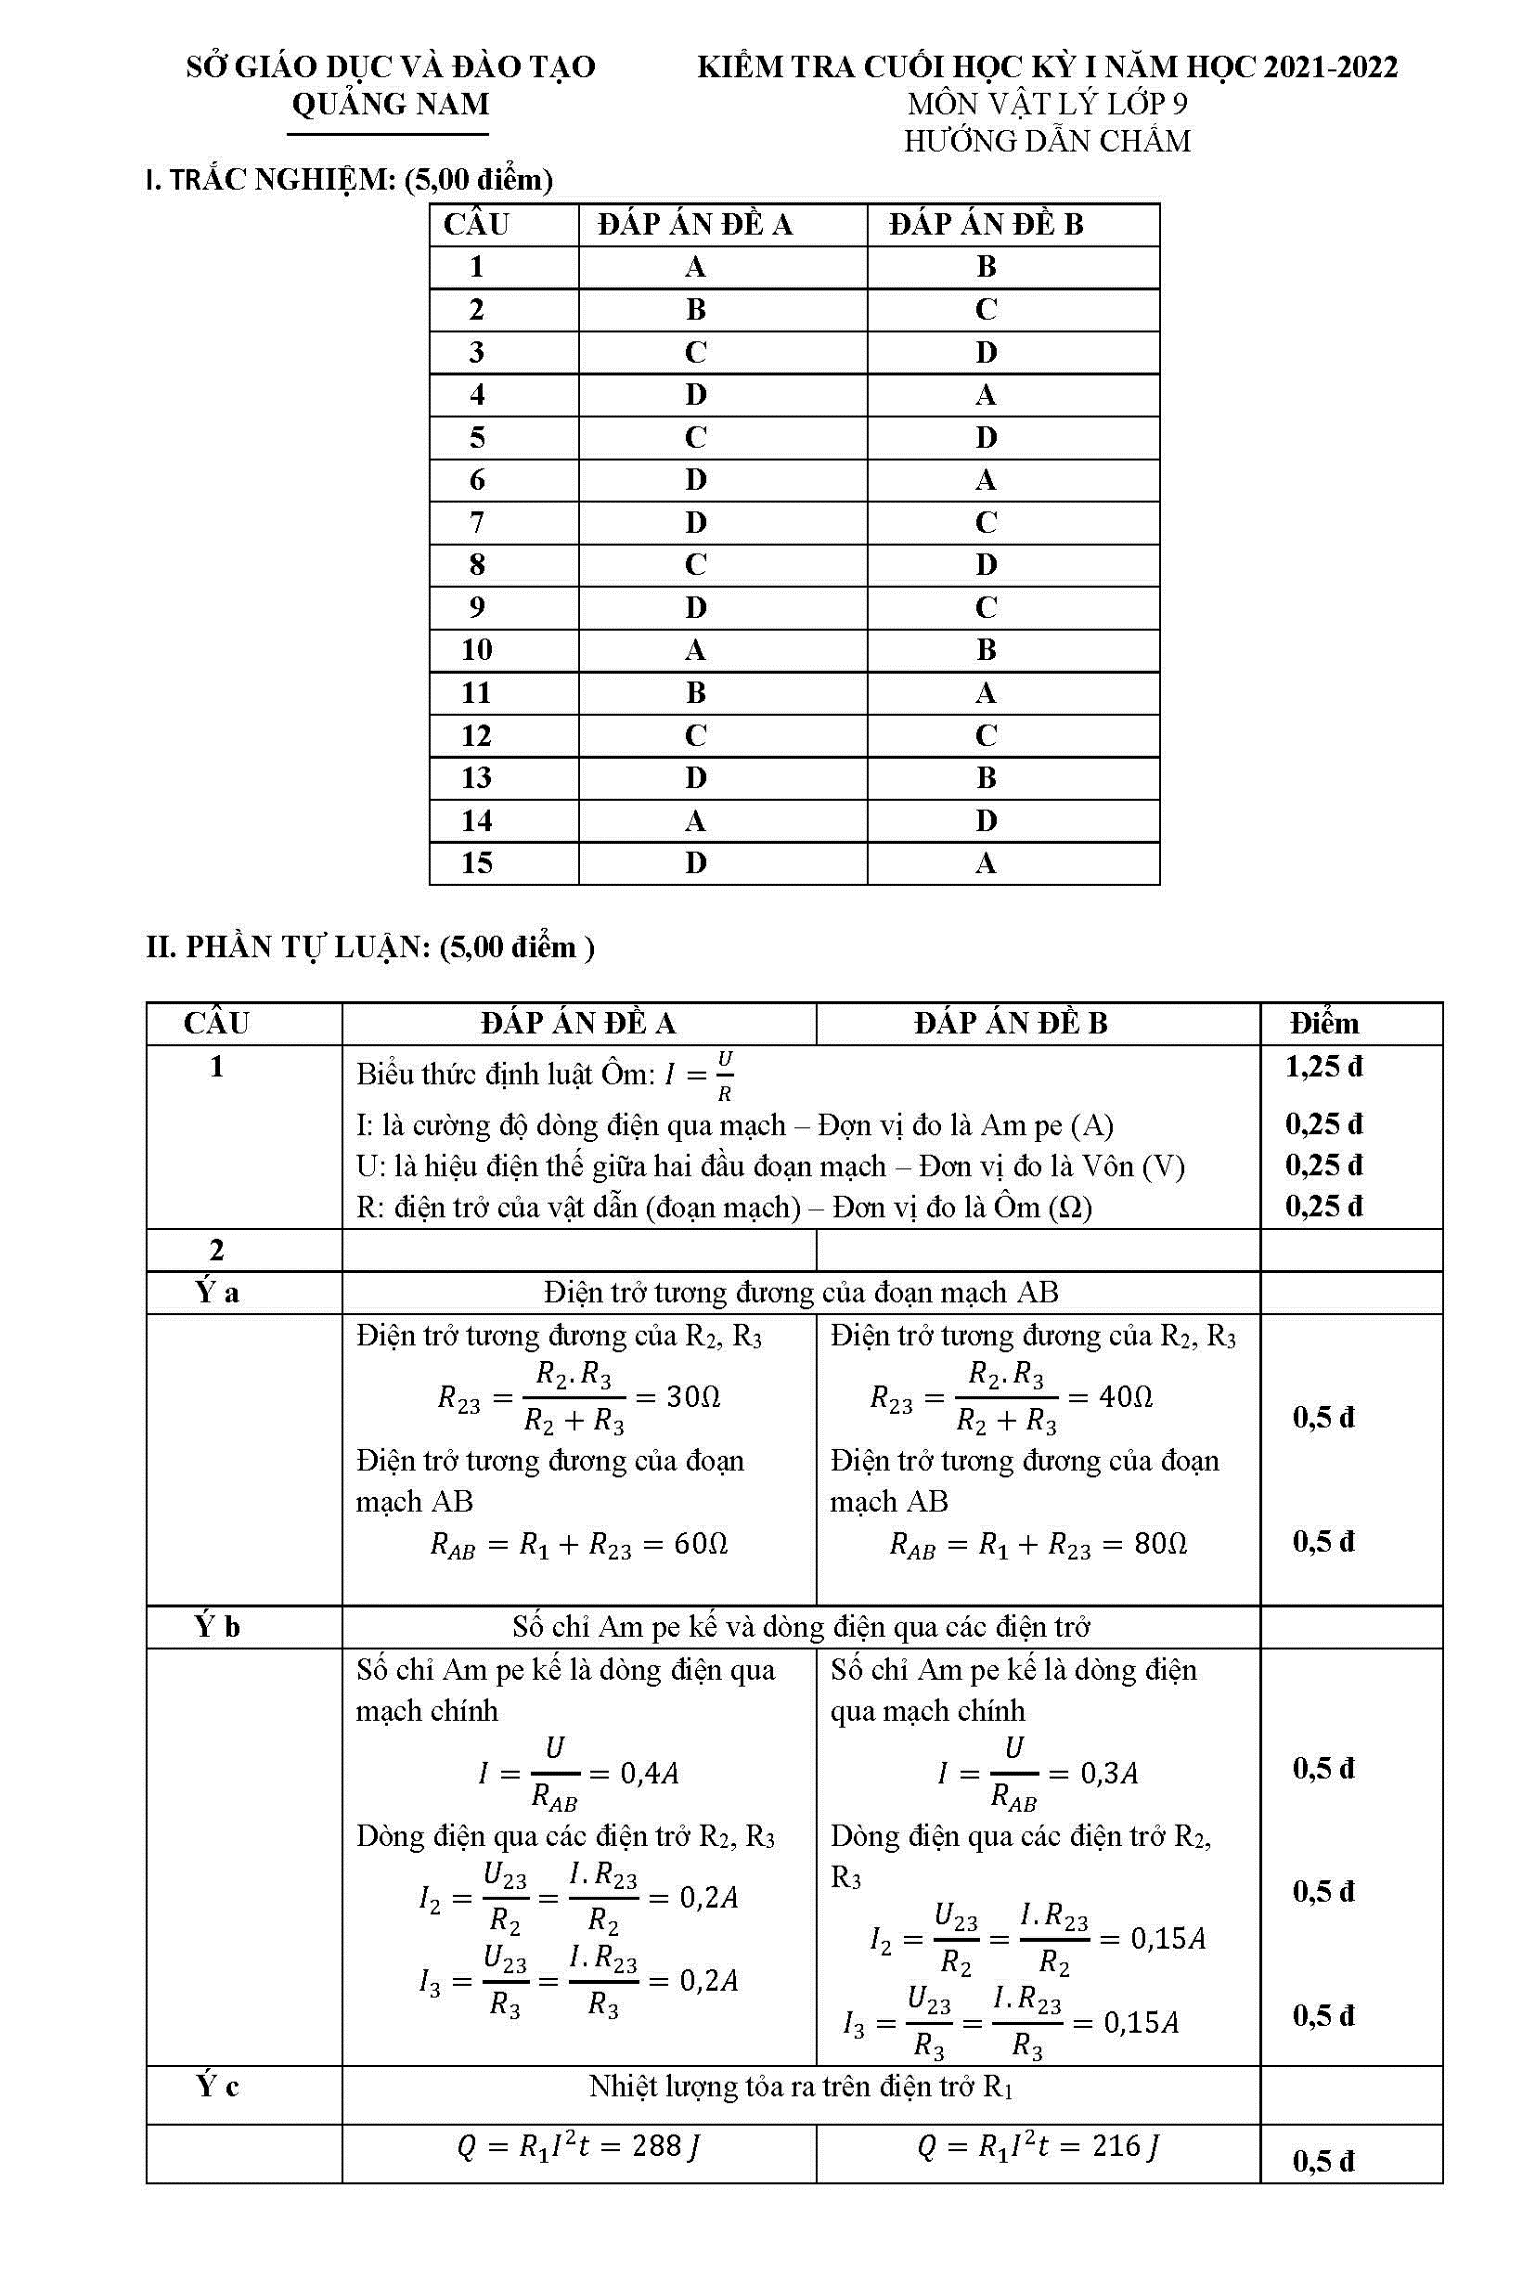 SỞ GIÁO DỤC VÀ ĐÀO TẠO
QUẢNG NAM
KIỂM TRA CUỐI HỌC KỲ I NĂM HỌC 2021-2022
MÔN VẬT LÝ LỚP 9
HƯỚNG DẪN CHẤM
I. TRẮC NGHIỆM: (5,00 điểm)
CÂU ĐÁP ÁN ĐỀ A ĐÁP ÁN ĐỀ B
1 A B
2 B C
3 C D
4 D A
5 C D
6 D A
7 D C
8 C D
9 D C
10 A B
11 B A
12 C C
13 D B
14 A D
15 D A
II. PHẦN TỰ LUẬN: (5,00 điểm )
CÂU ĐÁP ÁN ĐỀ A ĐÁP ÁN ĐỀ B Điểm
1 Biểu thức định luật Ôm: I = U/R 1,25 đ
I: là cường độ dòng điện qua mạch – Đợn vị đo là Am pe (A) 0,25 đ
U: là hiệu điện thế giữa hai đầu đoạn mạch – Đơn vị đo là Vôn (V) 0,25 đ
R: điện trở của vật dẫn (đoạn mạch) – Đơn vị đo là Ôm (Ω) 0,25 đ
2
Ý a Điện trở tương đương của đoạn mạch AB
Điện trở tương đương của R₂, R₃
R₂₃ = R₂.R₃/(R₂ + R₃) = 30Ω
Điện trở tương đương của đoạn
mạch AB
R_AB = R₁ + R₂₃ = 60Ω
Điện trở tương đương của R₂, R₃
R₂₃ = R₂.R₃/(R₂ + R₃) = 40Ω
Điện trở tương đương của đoạn
mạch AB
R_AB = R₁ + R₂₃ = 80Ω
0,5 đ
0,5 đ
Ý b Số chỉ Am pe kế và dòng điện qua các điện trở
Số chỉ Am pe kế là dòng điện qua
mạch chính
I = U/R_AB = 0,4A
Dòng điện qua các điện trở R₂, R₃
I₂ = U₂₃/R₂ = I.R₂₃/R₂ = 0,2A
I₃ = U₂₃/R₃ = I.R₂₃/R₃ = 0,2A
Số chỉ Am pe kế là dòng điện
qua mạch chính
I = U/R_AB = 0,3A
Dòng điện qua các điện trở R₂,
R₃
I₂ = U₂₃/R₂ = I.R₂₃/R₂ = 0,15A
I₃ = U₂₃/R₃ = I.R₂₃/R₃ = 0,15A
0,5 đ
0,5 đ
0,5 đ
Ý c Nhiệt lượng tỏa ra trên điện trở R₁
Q = R₁I²t = 288 J Q = R₁I²t = 216 J 0,5 đ